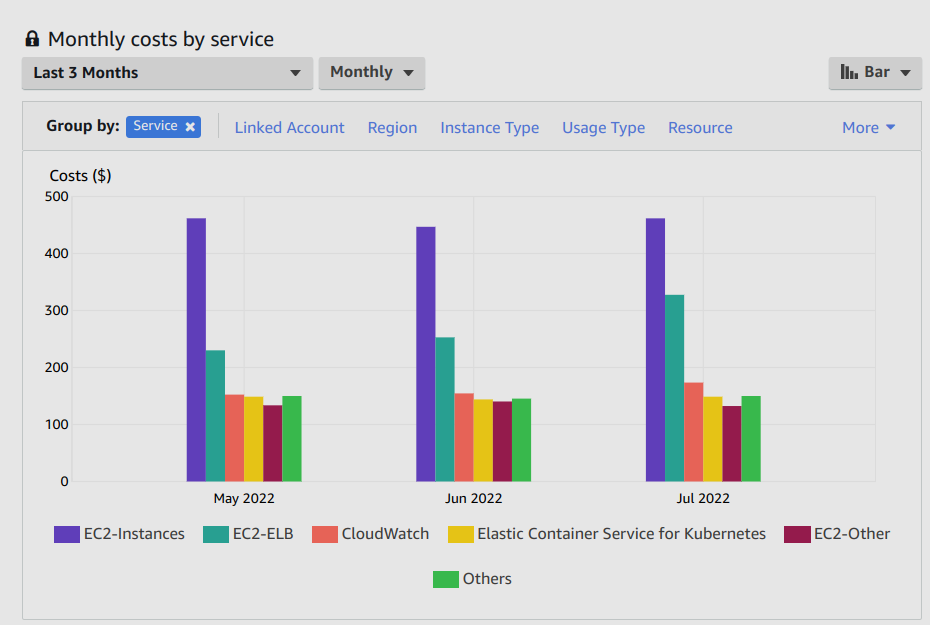 Monthly costs by service
Last 3 Months Monthly Bar
Group by: Service × Linked Account Region Instance Type Usage Type Resource More
Costs ($)
500
400
300
200
100
0
May 2022 Jun 2022 Jul 2022
EC2-Instances EC2-ELB CloudWatch Elastic Container Service for Kubernetes EC2-Other
Others